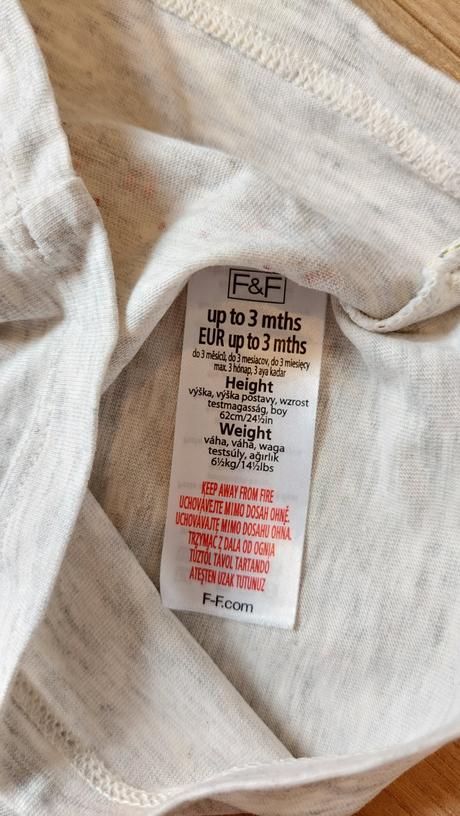 F&F
up to 3 mths
EUR up to 3 mths
do 3 měsíců, do 3 mesiacov, do 3 miesięcy
max. 3 hónap, 3 aya kadar
Height
výška, výška postavy, wzrost
testmagasság, boy
62cm/24½in
Weight
váha, váha, waga
testsúly, ağırlık
6½kg/14½lbs
KEEP AWAY FROM FIRE
UCHOVÁVEJTE MIMO DOSAH OHNĚ.
UCHOVÁVAJTE MIMO DOSAHU OHŇA.
TRZYMAĆ Z DALA OD OGNIA
TŰZTŐL TÁVOL TARTANDÓ
ATEŞTEN UZAK TUTUNUZ
F-F.com